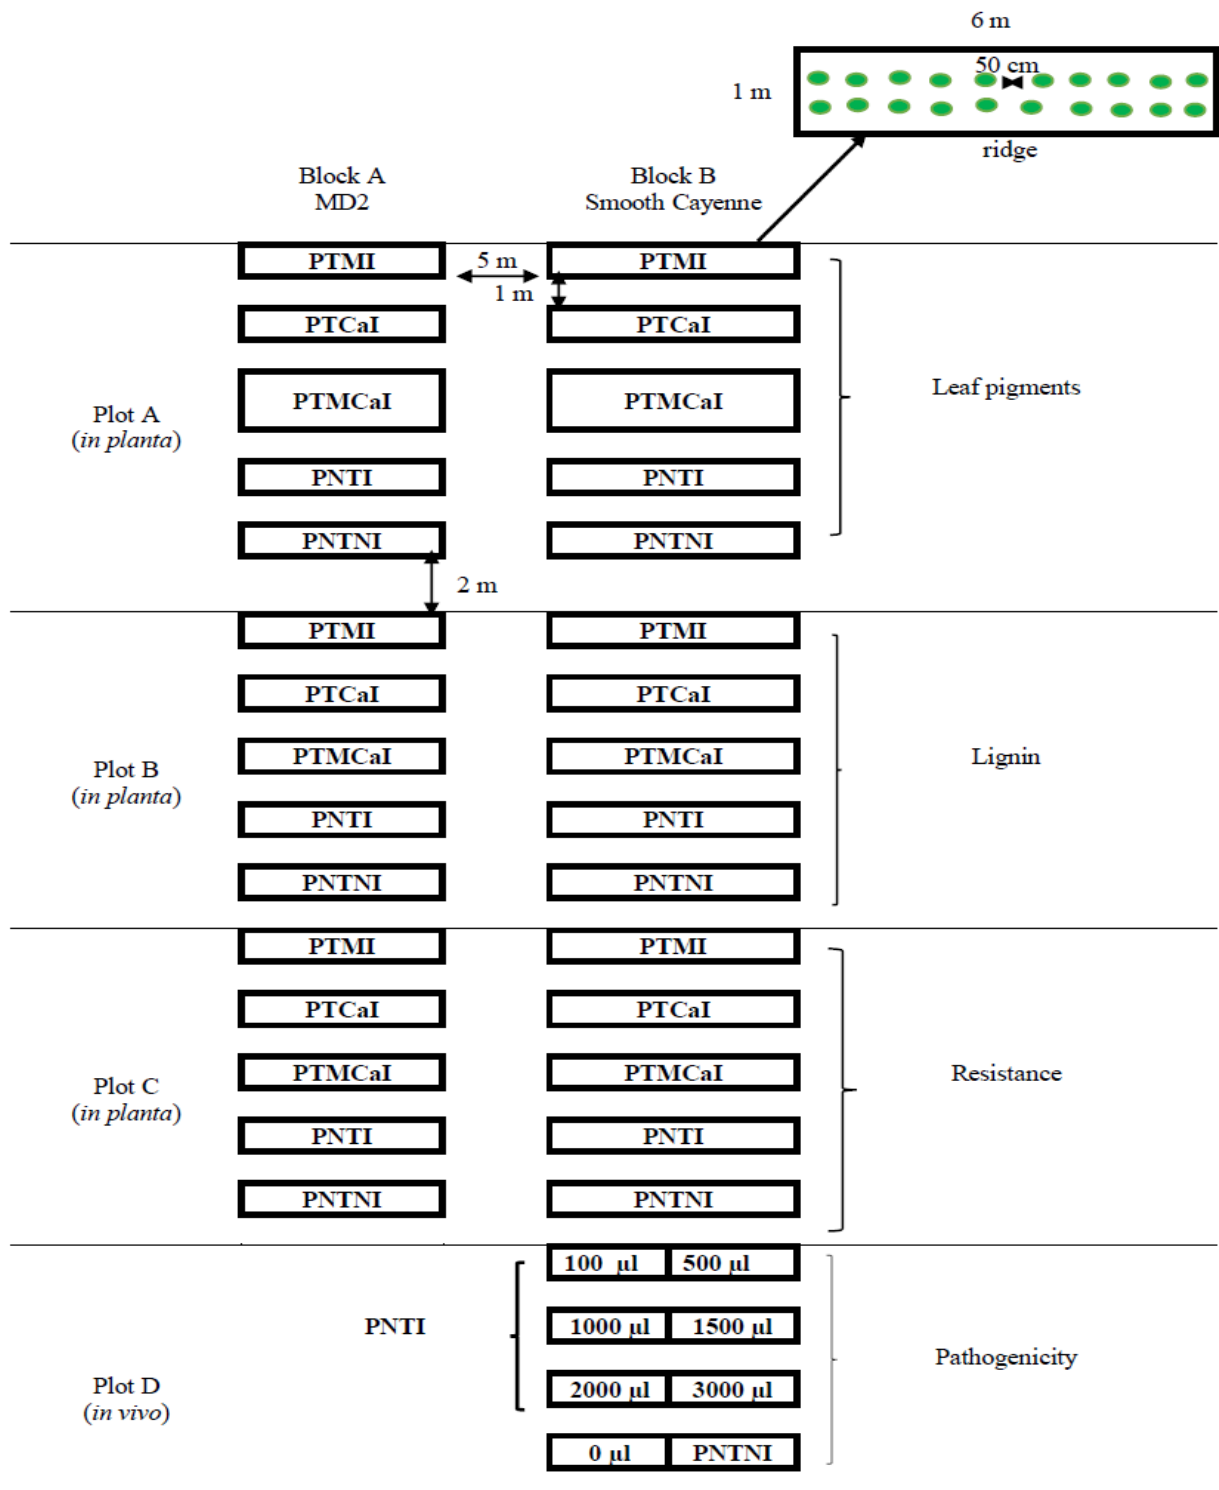 6 m
50 cm
1 m
ridge
Block A
MD2
Block B
Smooth Cayenne
PTMI
5 m
PTMI
1 m
PTCaI
PTCaI
Leaf pigments
PTMCaI
PTMCaI
Plot A
(in planta)
PNTI
PNTI
PNTNI
PNTNI
2 m
PTMI
PTMI
PTCaI
PTCaI
Plot B
(in planta)
PTMCaI
PTMCaI
Lignin
PNTI
PNTI
PNTNI
PNTNI
PTMI
PTMI
PTCaI
PTCaI
PTMCaI
PTMCaI
Resistance
Plot C
(in planta)
PNTI
PNTI
PNTNI
PNTNI
100 µl
500 µl
PNTI
1000 µl
1500 µl
Pathogenicity
Plot D
(in vivo)
2000 µl
3000 µl
0 µl
PNTNI